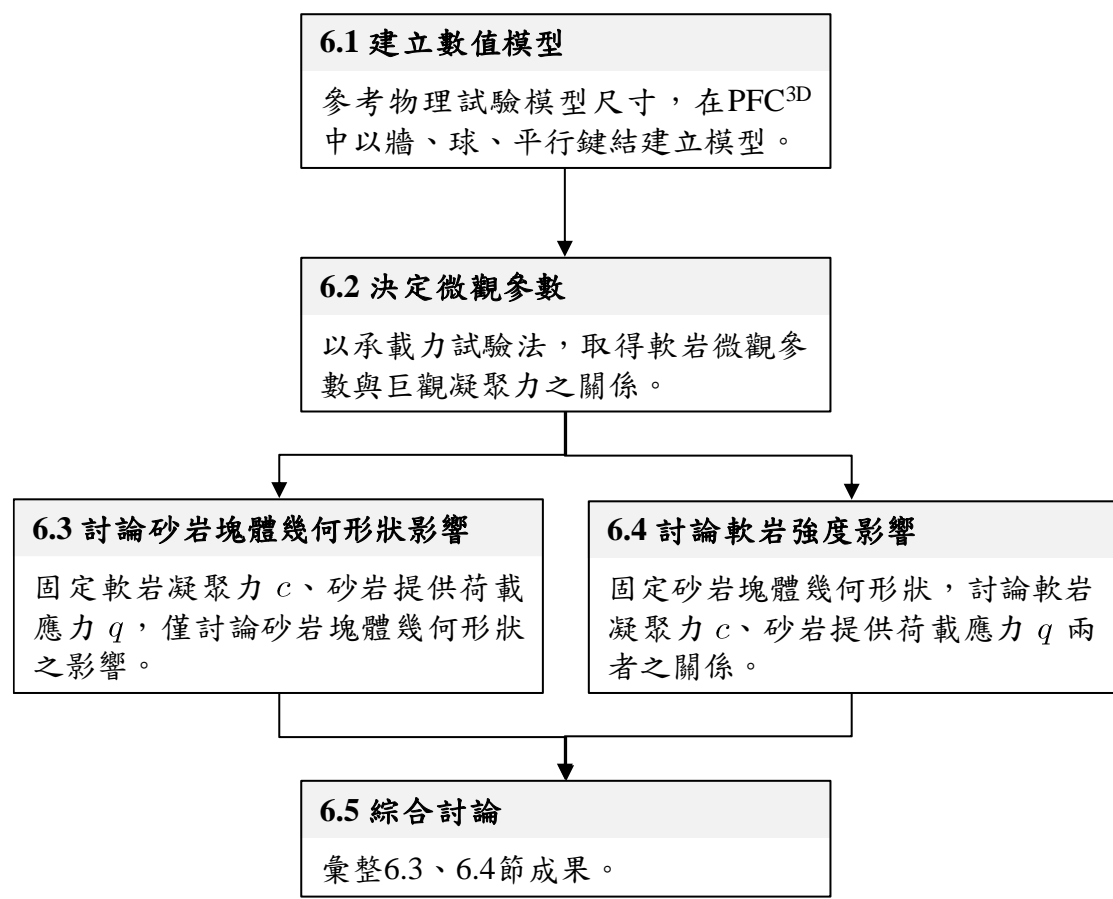 6.1 建立數值模型
參考物理試驗模型尺寸，在PFC³ᴰ
中以牆、球、平行鍵結建立模型。
6.2 決定微觀參數
以承載力試驗法，取得軟岩微觀參
數與巨觀凝聚力之關係。
6.3 討論砂岩塊體幾何形狀影響
固定軟岩凝聚力 c、砂岩提供荷載
應力 q，僅討論砂岩塊體幾何形狀
之影響。
6.4 討論軟岩強度影響
固定砂岩塊體幾何形狀，討論軟岩
凝聚力 c、砂岩提供荷載應力 q 兩
者之關係。
6.5 綜合討論
彙整6.3、6.4節成果。